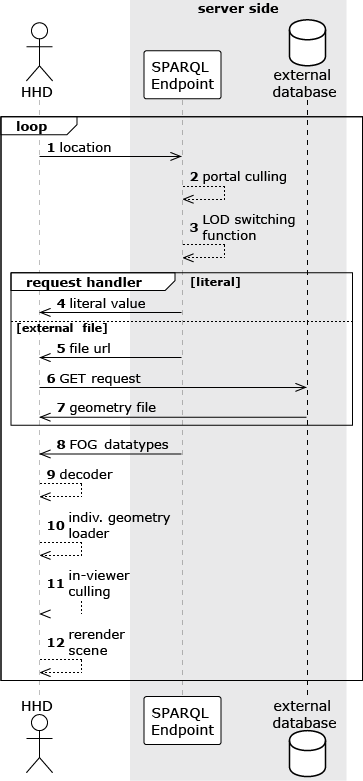 server side
HHD
SPARQL
Endpoint
external
database
loop
1 location
2 portal culling
3 LOD switching
function
request handler [literal]
4 literal value
[external file]
5 file url
6 GET request
7 geometry file
8 FOG datatypes
9 decoder
10 indiv. geometry
loader
11 in-viewer
culling
12 rerender
scene
HHD
SPARQL
Endpoint
external
database